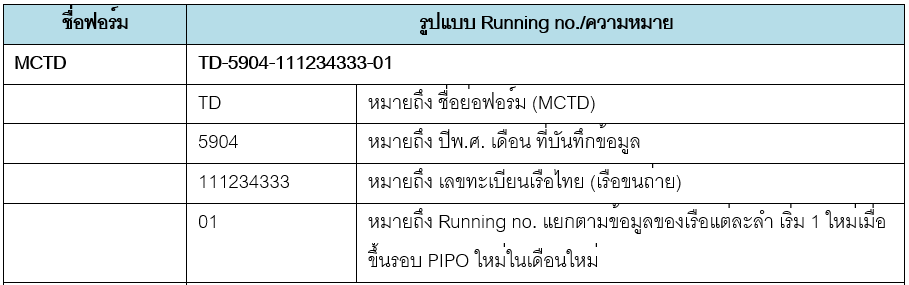 ชื่อฟอร์ม รูปแบบ Running no./ความหมาย
MCTD TD-5904-111234333-01
TD หมายถึง ชื่อย่อฟอร์ม (MCTD)
5904 หมายถึง ปีพ.ศ. เดือน ที่บันทึกข้อมูล
111234333 หมายถึง เลขทะเบียนเรือไทย (เรือขนถ่าย)
01 หมายถึง Running no. แยกตามข้อมูลของเรือแต่ละลำ เริ่ม 1 ใหม่เมื่อ
ขึ้นรอบ PIPO ใหม่ในเดือนใหม่